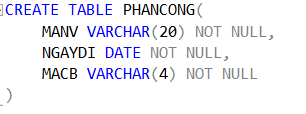 CREATE TABLE PHANCONG(
MANV VARCHAR(20) NOT NULL,
NGAYDI DATE NOT NULL,
MACB VARCHAR(4) NOT NULL
)